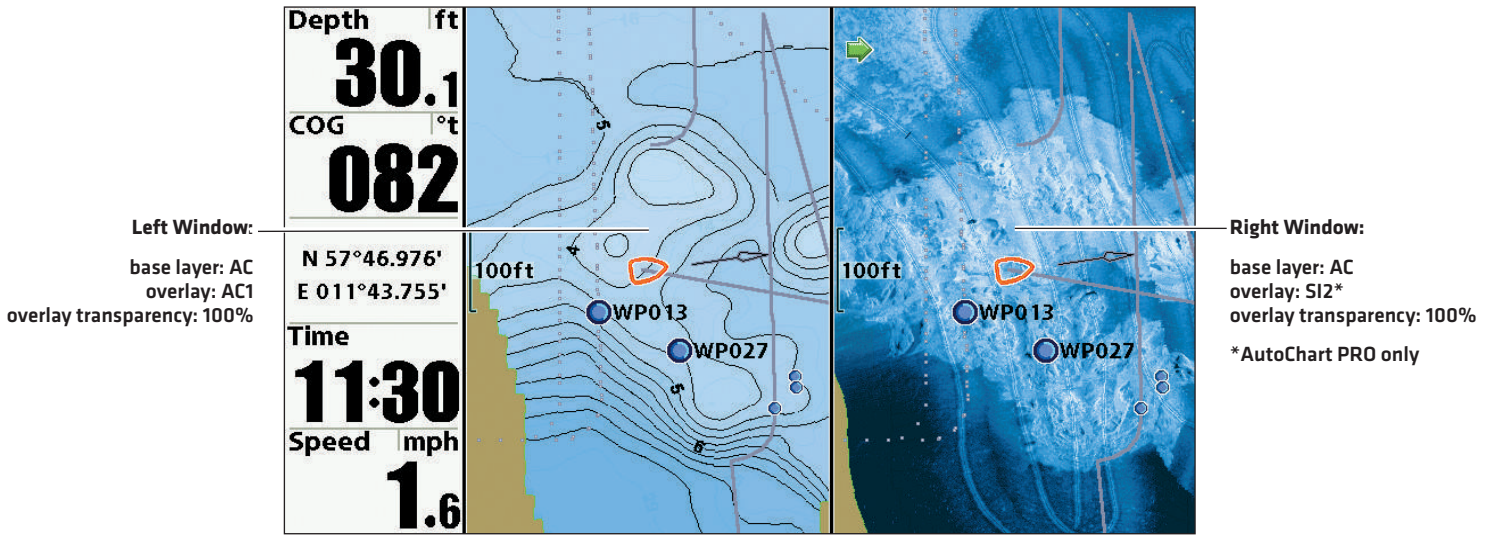 Depth ft
30.1
COG °t
082
N 57°46.976'
E 011°43.755'
Time
11:30
Speed mph
1.6
Left Window:
base layer: AC
overlay: AC1
overlay transparency: 100%
5
4
100ft
WP013
WP027
5
6
100ft
WP013
WP027
Right Window:
base layer: AC
overlay: SI2*
overlay transparency: 100%
*AutoChart PRO only